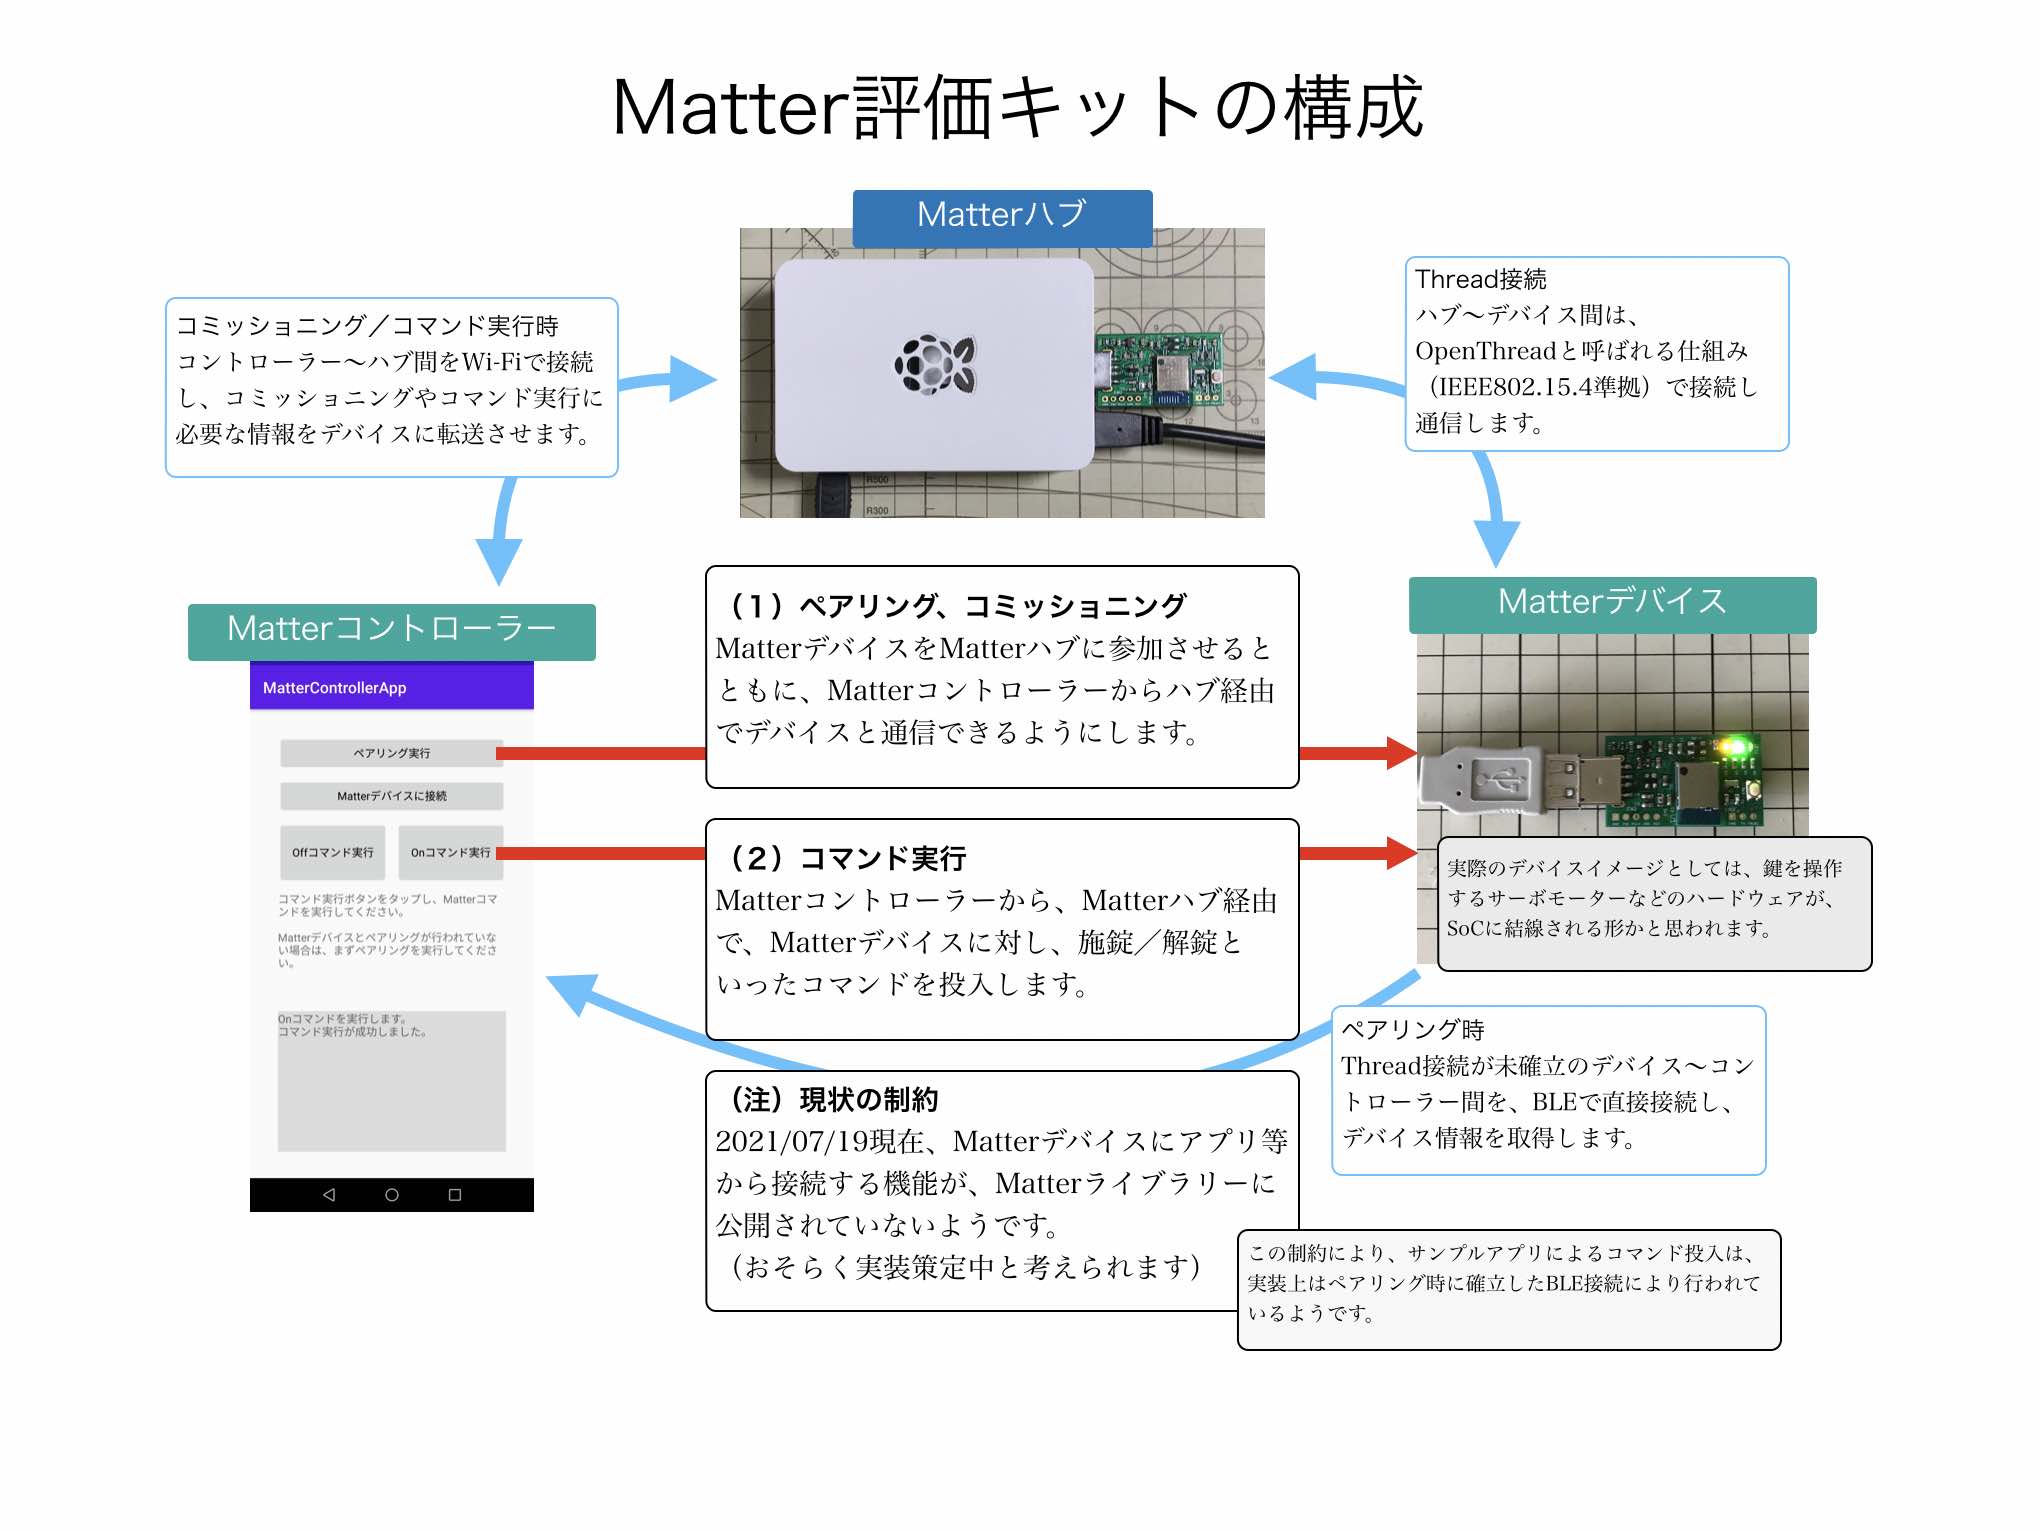 Matter評価キットの構成
Matterハブ
コミッショニング／コマンド実行時
コントローラー〜ハブ間をWi-Fiで接続
し、コミッショニングやコマンド実行に
必要な情報をデバイスに転送させます。
Thread接続
ハブ〜デバイス間は、
OpenThreadと呼ばれる仕組み
（IEEE802.15.4準拠）で接続し
通信します。
R500
R300
Matterコントローラー
MatterControllerApp
ペアリング実行
Matterデバイスに接続
Offコマンド実行
Onコマンド実行
コマンド実行ボタンをタップし、Matterコマ
ンドを実行してください。
Matterデバイスとペアリングが行われていな
い場合は、まずペアリングを実行してくださ
い。
Onコマンドを実行します。
コマンド実行が成功しました。
（１）ペアリング、コミッショニング
MatterデバイスをMatterハブに参加させると
ともに、Matterコントローラーからハブ経由
でデバイスと通信できるようにします。
（２）コマンド実行
Matterコントローラーから、Matterハブ経由
で、Matterデバイスに対し、施錠／解錠と
いったコマンドを投入します。
（注）現状の制約
2021/07/19現在、Matterデバイスにアプリ等
から接続する機能が、Matterライブラリーに
公開されていないようです。
（おそらく実装策定中と考えられます）
Matterデバイス
実際のデバイスイメージとしては、鍵を操作
するサーボモーターなどのハードウェアが、
SoCに結線される形かと思われます。
ペアリング時
Thread接続が未確立のデバイス〜コン
トローラー間を、BLEで直接接続し、
デバイス情報を取得します。
この制約により、サンプルアプリによるコマンド投入は、
実装上はペアリング時に確立したBLE接続により行われて
いるようです。